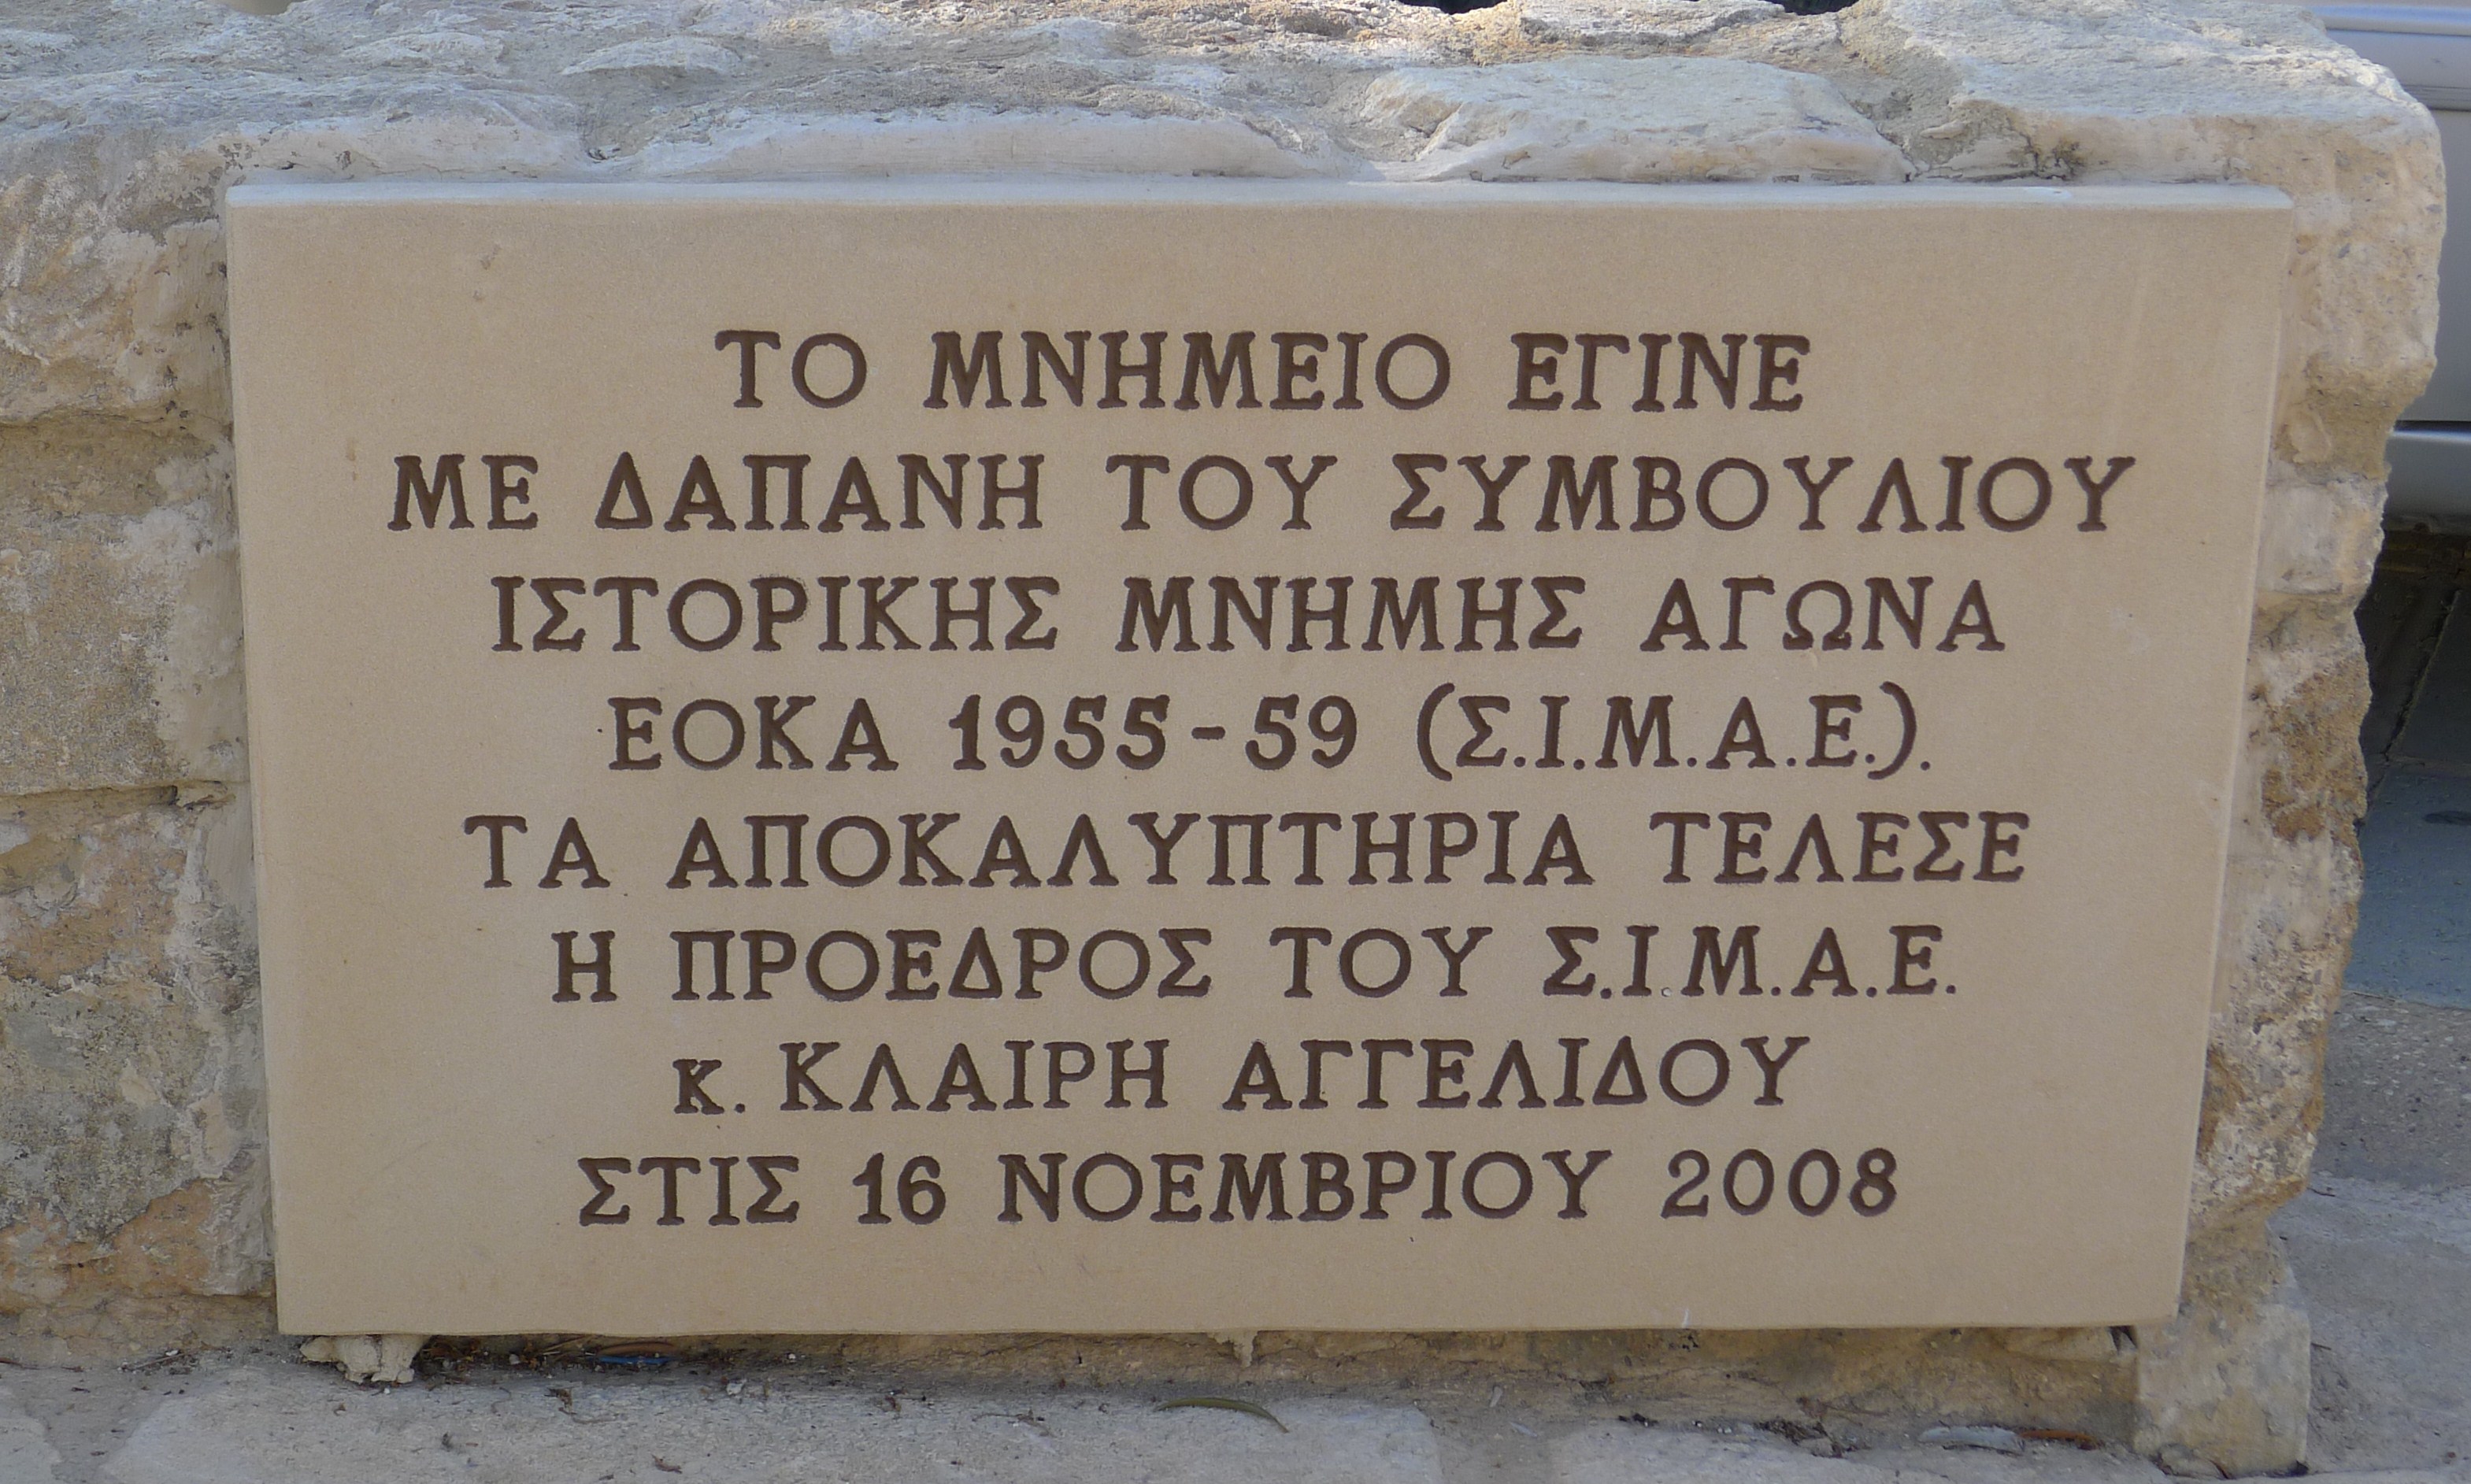 ΤΟ ΜΝΗΜΕΙΟ ΕΓΙΝΕ
ΜΕ ΔΑΠΑΝΗ ΤΟΥ ΣΥΜΒΟΥΛΙΟΥ
ΙΣΤΟΡΙΚΗΣ ΜΝΗΜΗΣ ΑΓΩΝΑ
ΕΟΚΑ 1955-59 (Σ.Ι.Μ.Α.Ε.).
ΤΑ ΑΠΟΚΑΛΥΠΤΗΡΙΑ ΤΕΛΕΣΕ
Η ΠΡΟΕΔΡΟΣ ΤΟΥ Σ.Ι.Μ.Α.Ε.
κ. ΚΛΑΙΡΗ ΑΓΓΕΛΙΔΟΥ
ΣΤΙΣ 16 ΝΟΕΜΒΡΙΟΥ 2008